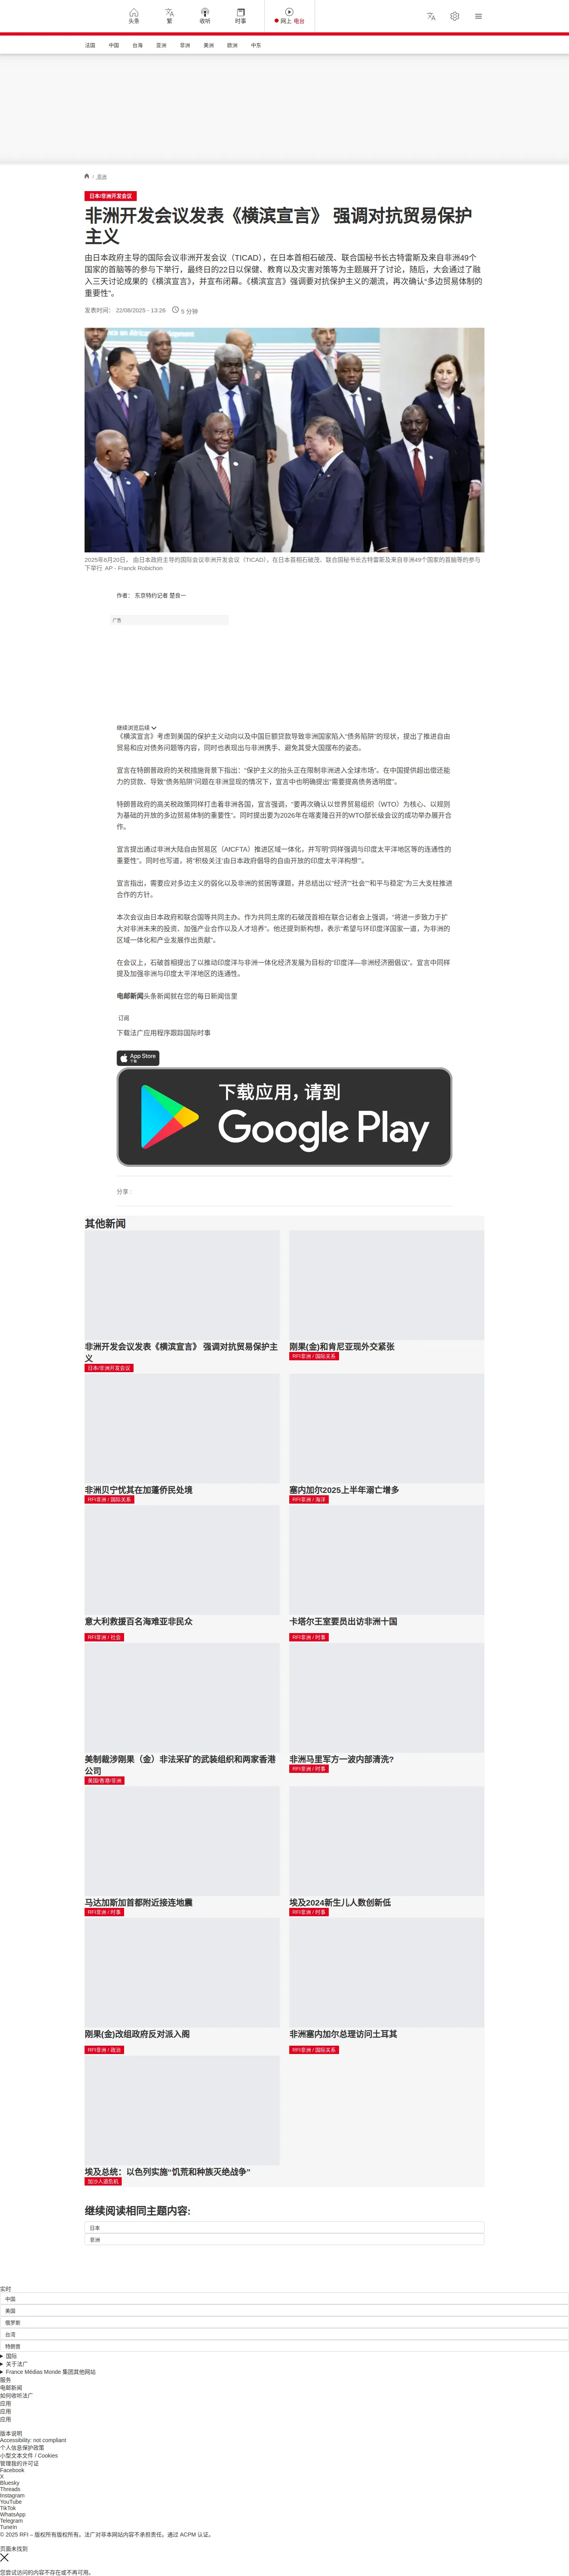 头条
繁
收听
时事
网上 电台
法国
中国
台海
亚洲
非洲
美洲
欧洲
中东
/ 非洲
日本/非洲开发会议
非洲开发会议发表《横滨宣言》 强调对抗贸易保护
主义
由日本政府主导的国际会议非洲开发会议（TICAD），在日本首相石破茂、联合国秘书长古特雷斯及来自非洲49个
国家的首脑等的参与下举行，最终日的22日以保健、教育以及灾害对策等为主题展开了讨论，随后，大会通过了融
入三天讨论成果的《横滨宣言》，并宣布闭幕。《横滨宣言》强调要对抗保护主义的潮流，再次确认“多边贸易体制的
重要性”。
发表时间： 22/08/2025 - 13:26
5 分钟
2025年8月20日， 由日本政府主导的国际会议非洲开发会议（TICAD），在日本首相石破茂、联合国秘书长古特雷斯及来自非洲49个国家的首脑等的参与
下举行 AP - Franck Robichon
作者： 东京特约记者 楚良一
广告
继续浏览后续
《横滨宣言》考虑到美国的保护主义动向以及中国巨额贷款导致非洲国家陷入“债务陷阱”的现状，提出了推进自由
贸易和应对债务问题等内容，同时也表现出与非洲携手、避免其受大国摆布的姿态。
宣言在特朗普政府的关税措施背景下指出：“保护主义的抬头正在限制非洲进入全球市场”。在中国提供超出偿还能
力的贷款、导致“债务陷阱”问题在非洲显现的情况下，宣言中也明确提出“需要提高债务透明度”。
特朗普政府的高关税政策同样打击着非洲各国，宣言强调，“要再次确认以世界贸易组织（WTO）为核心、以规则
为基础的开放的多边贸易体制的重要性”。同时提出要为2026年在喀麦隆召开的WTO部长级会议的成功举办展开合
作。
宣言提出通过非洲大陆自由贸易区（AfCFTA）推进区域一体化，并写明“同样强调与印度太平洋地区等的连通性的
重要性”。同时也写道，将“积极关注‘由日本政府倡导的自由开放的印度太平洋构想’”。
宣言指出，需要应对多边主义的弱化以及非洲的贫困等课题，并总结出以“经济”“社会”“和平与稳定”为三大支柱推进
合作的方针。
本次会议由日本政府和联合国等共同主办。作为共同主席的石破茂首相在联合记者会上强调，“将进一步致力于扩
大对非洲未来的投资、加强产业合作以及人才培养”。他还提到新构想，表示“希望与环印度洋国家一道，为非洲的
区域一体化和产业发展作出贡献”。
在会议上，石破首相提出了以推动印度洋与非洲一体化经济发展为目标的“印度洋—非洲经济圈倡议”。宣言中同样
提及加强非洲与印度太平洋地区的连通性。
电邮新闻头条新闻就在您的每日新闻信里
订阅
下载法广应用程序跟踪国际时事
App Store
下载
下载应用，请到
Google Play
分享 :
其他新闻
非洲开发会议发表《横滨宣言》 强调对抗贸易保护主
义
日本/非洲开发会议
刚果(金)和肯尼亚现外交紧张
RFI非洲 / 国际关系
非洲贝宁忧其在加蓬侨民处境
RFI非洲 / 国际关系
塞内加尔2025上半年溺亡增多
RFI非洲 / 海洋
意大利救援百名海难亚非民众
RFI非洲 / 社会
卡塔尔王室要员出访非洲十国
RFI非洲 / 时事
美制裁涉刚果（金）非法采矿的武装组织和两家香港
公司
美国/香港/非洲
非洲马里军方一波内部清洗?
RFI非洲 / 时事
马达加斯加首都附近接连地震
RFI非洲 / 时事
埃及2024新生儿人数创新低
RFI非洲 / 时事
刚果(金)改组政府反对派入阁
RFI非洲 / 政治
非洲塞内加尔总理访问土耳其
RFI非洲 / 国际关系
埃及总统：以色列实施“饥荒和种族灭绝战争”
加沙人道危机
继续阅读相同主题内容:
日本
非洲
实时
中国
美国
俄罗斯
台湾
特朗普
国际
关于法广
France Médias Monde 集团其他网站
服务
电邮新闻
如何收听法广
应用
应用
应用
版本说明
Accessibility: not compliant
个人信息保护政策
小型文本文件 / Cookies
管理我的许可证
Facebook
X
Bluesky
Threads
Instagram
YouTube
TikTok
WhatsApp
Telegram
TuneIn
© 2025 RFI – 版权所有版权所有。法广对非本网站内容不承担责任。通过 ACPM 认证。
页面未找到
您尝试访问的内容不存在或不再可用。